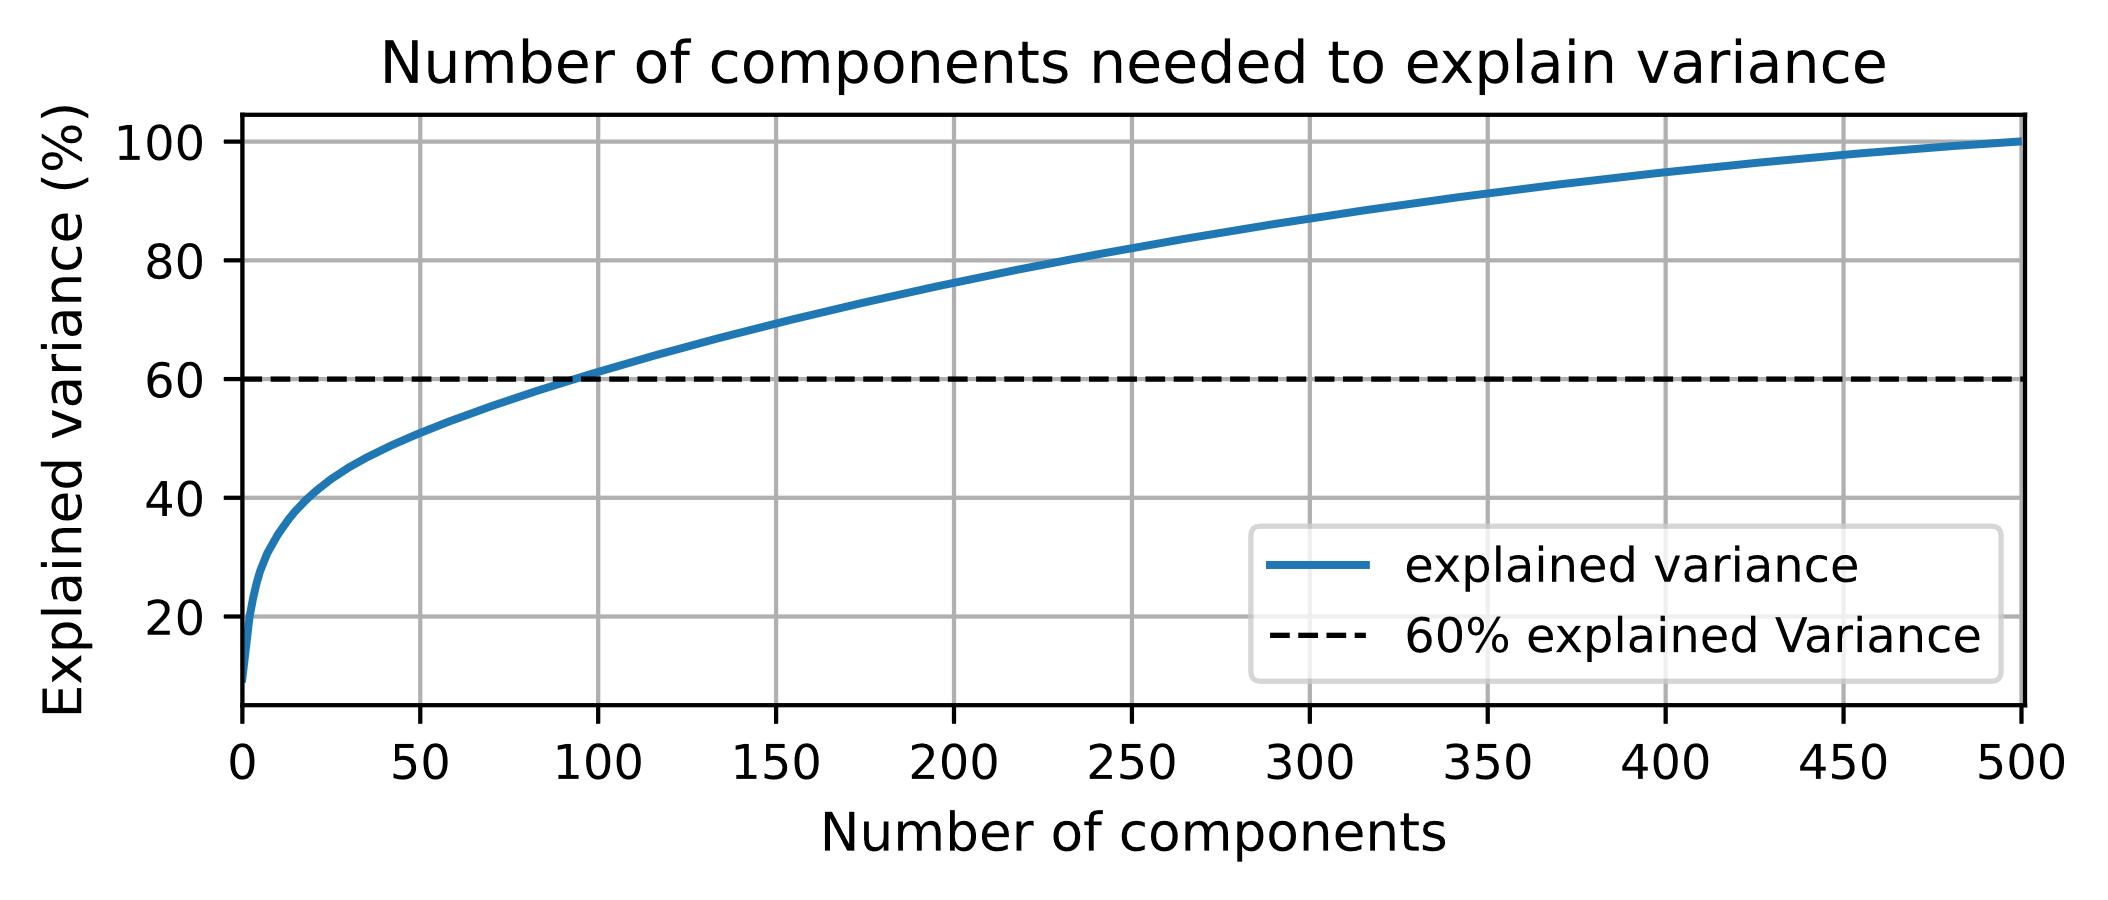 Number of components needed to explain variance
Explained variance (%)
100
80
60
40
20
explained variance
60% explained Variance
0 50 100 150 200 250 300 350 400 450 500
Number of components